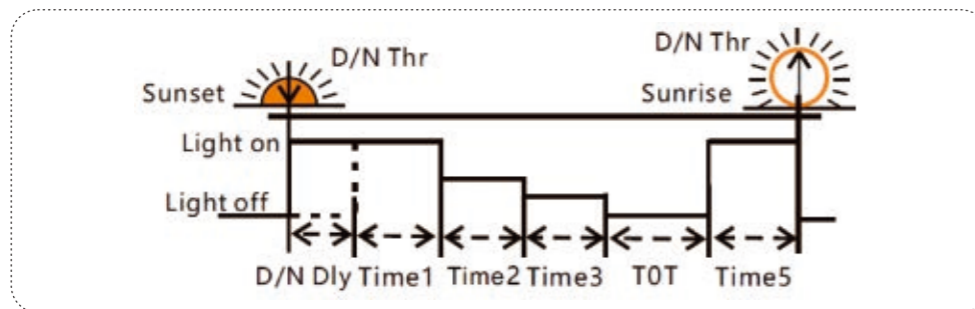 D/N Thr
D/N Thr
Sunset
Sunrise
Light on
Light off
D/N Dly Time1 Time2 Time3 T0T Time5